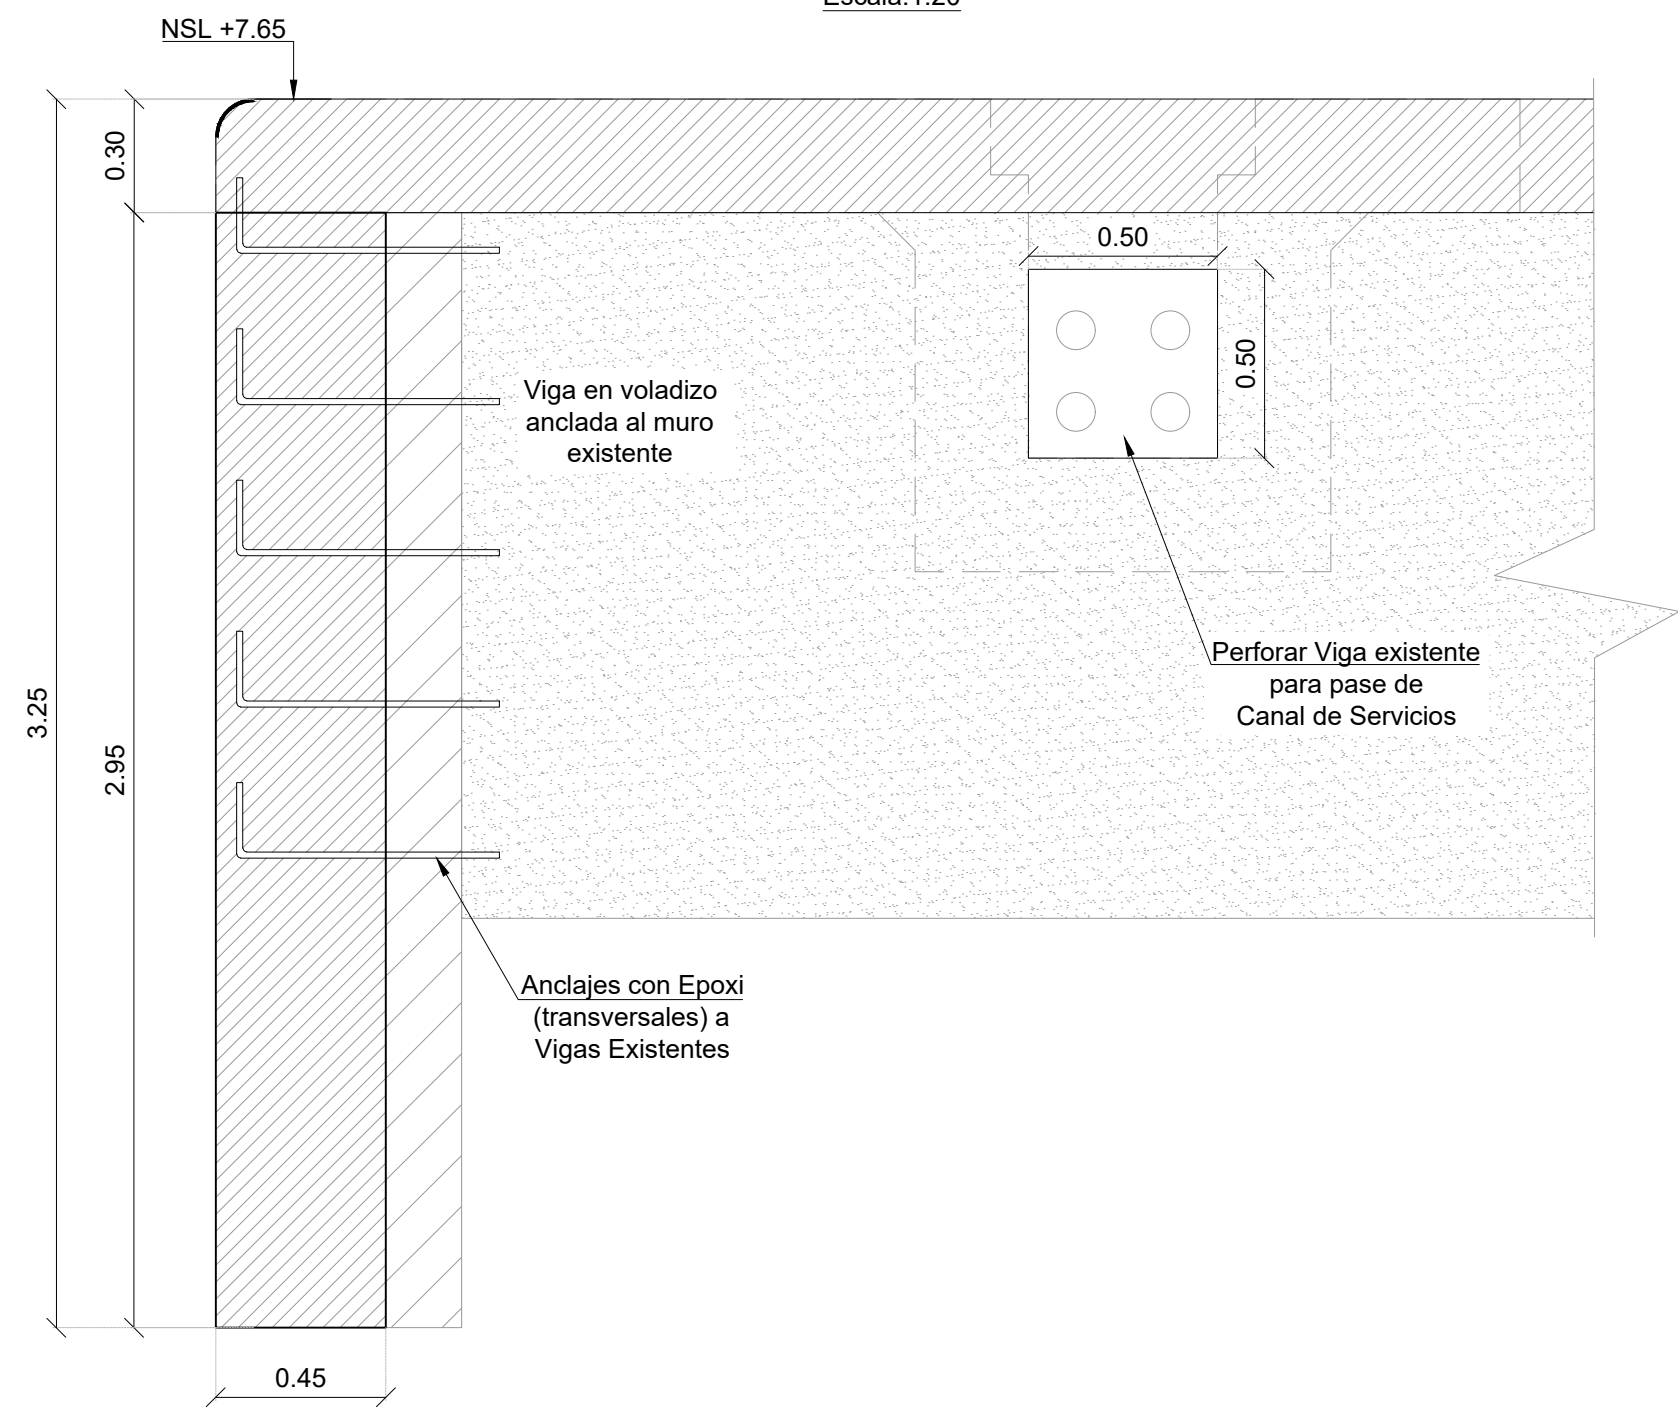 Escala:1:20
NSL +7.65
0.30
0.50
0.50
Viga en voladizo
anclada al muro
existente
Perforar Viga existente
para pase de
Canal de Servicios
3.25
2.95
Anclajes con Epoxi
(transversales) a
Vigas Existentes
0.45